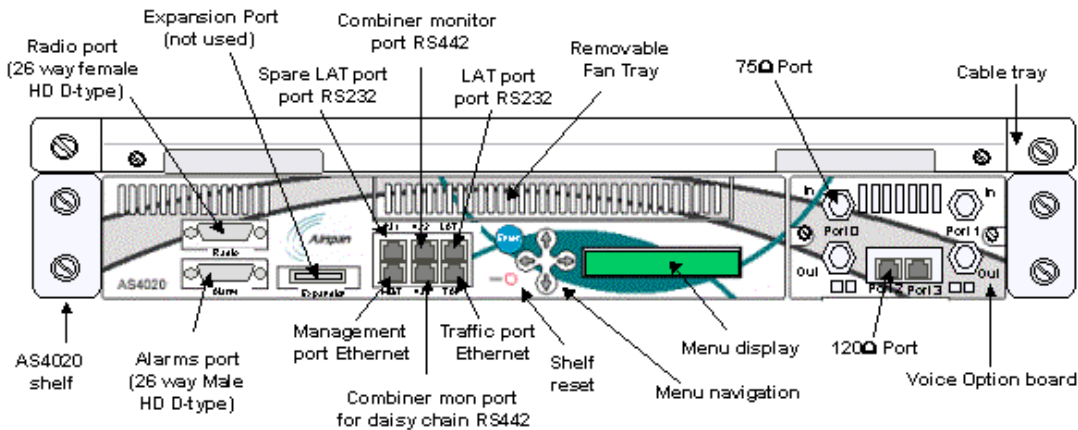 Expansion Port
(not used)
Combiner monitor
port RS442
Radio port
(26 way female
HD D-type)
Spare LAT port
port RS232
LAT port
port RS232
Removable
Fan Tray
75Ω Port
Cable tray
In
In
Airspan
Port 0
Port 1
Radio
Out
Out
AS4020
Alarm
Expansion
Port 2
Port 3
AS4020
shelf
Alarms port
(26 way Male
HD D-type)
Management
port Ethernet
Combiner mon port
for daisy chain RS442
Traffic port
Ethernet
Shelf
reset
Menu display
Menu navigation
120Ω Port
Voice Option board